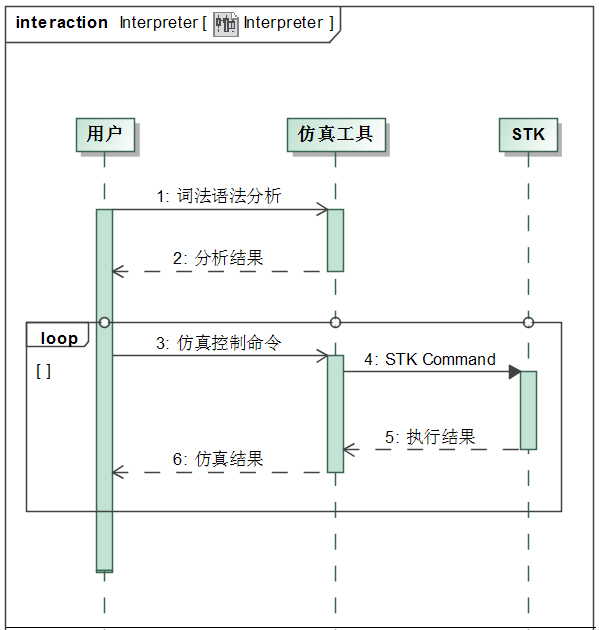 interaction Interpreter [ Interpreter ]
用户
仿真工具
STK
1: 词法语法分析
2: 分析结果
loop
[ ]
3: 仿真控制命令
4: STK Command
5: 执行结果
6: 仿真结果